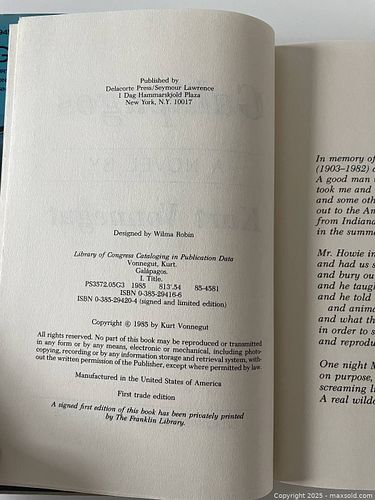 Published by
Delacorte Press/Seymour Lawrence
1 Dag Hammarskjold Plaza
New York, N.Y. 10017
Designed by Wilma Robin
Library of Congress Cataloging in Publication Data
Vonnegut, Kurt.
Galápagos.
I. Title.
PS3572.O5G3 1985 813'.54 85-4581
ISBN 0-385-29416-6
ISBN 0-385-29420-4 (signed and limited edition)
Copyright © 1985 by Kurt Vonnegut
All rights reserved. No part of this book may be reproduced or transmitted
in any form or by any means, electronic or mechanical, including photo-
copying, recording or by any information storage and retrieval system, with-
out the written permission of the Publisher, except where permitted by law.
Manufactured in the United States of America
First trade edition
A signed first edition of this book has been privately printed
by The Franklin Library.
In memory of
(1903–1982)
A good man
took me and
and some oth
out to the Am
from Indiana
in the summe
Mr. Howie in
and had us s
and bury ou
and he taug
and he told
and anima
and what th
in order to s
and reprodu
One night M
on purpose,
screaming li
A real wildc
Copyright 2025 - maxsold.com